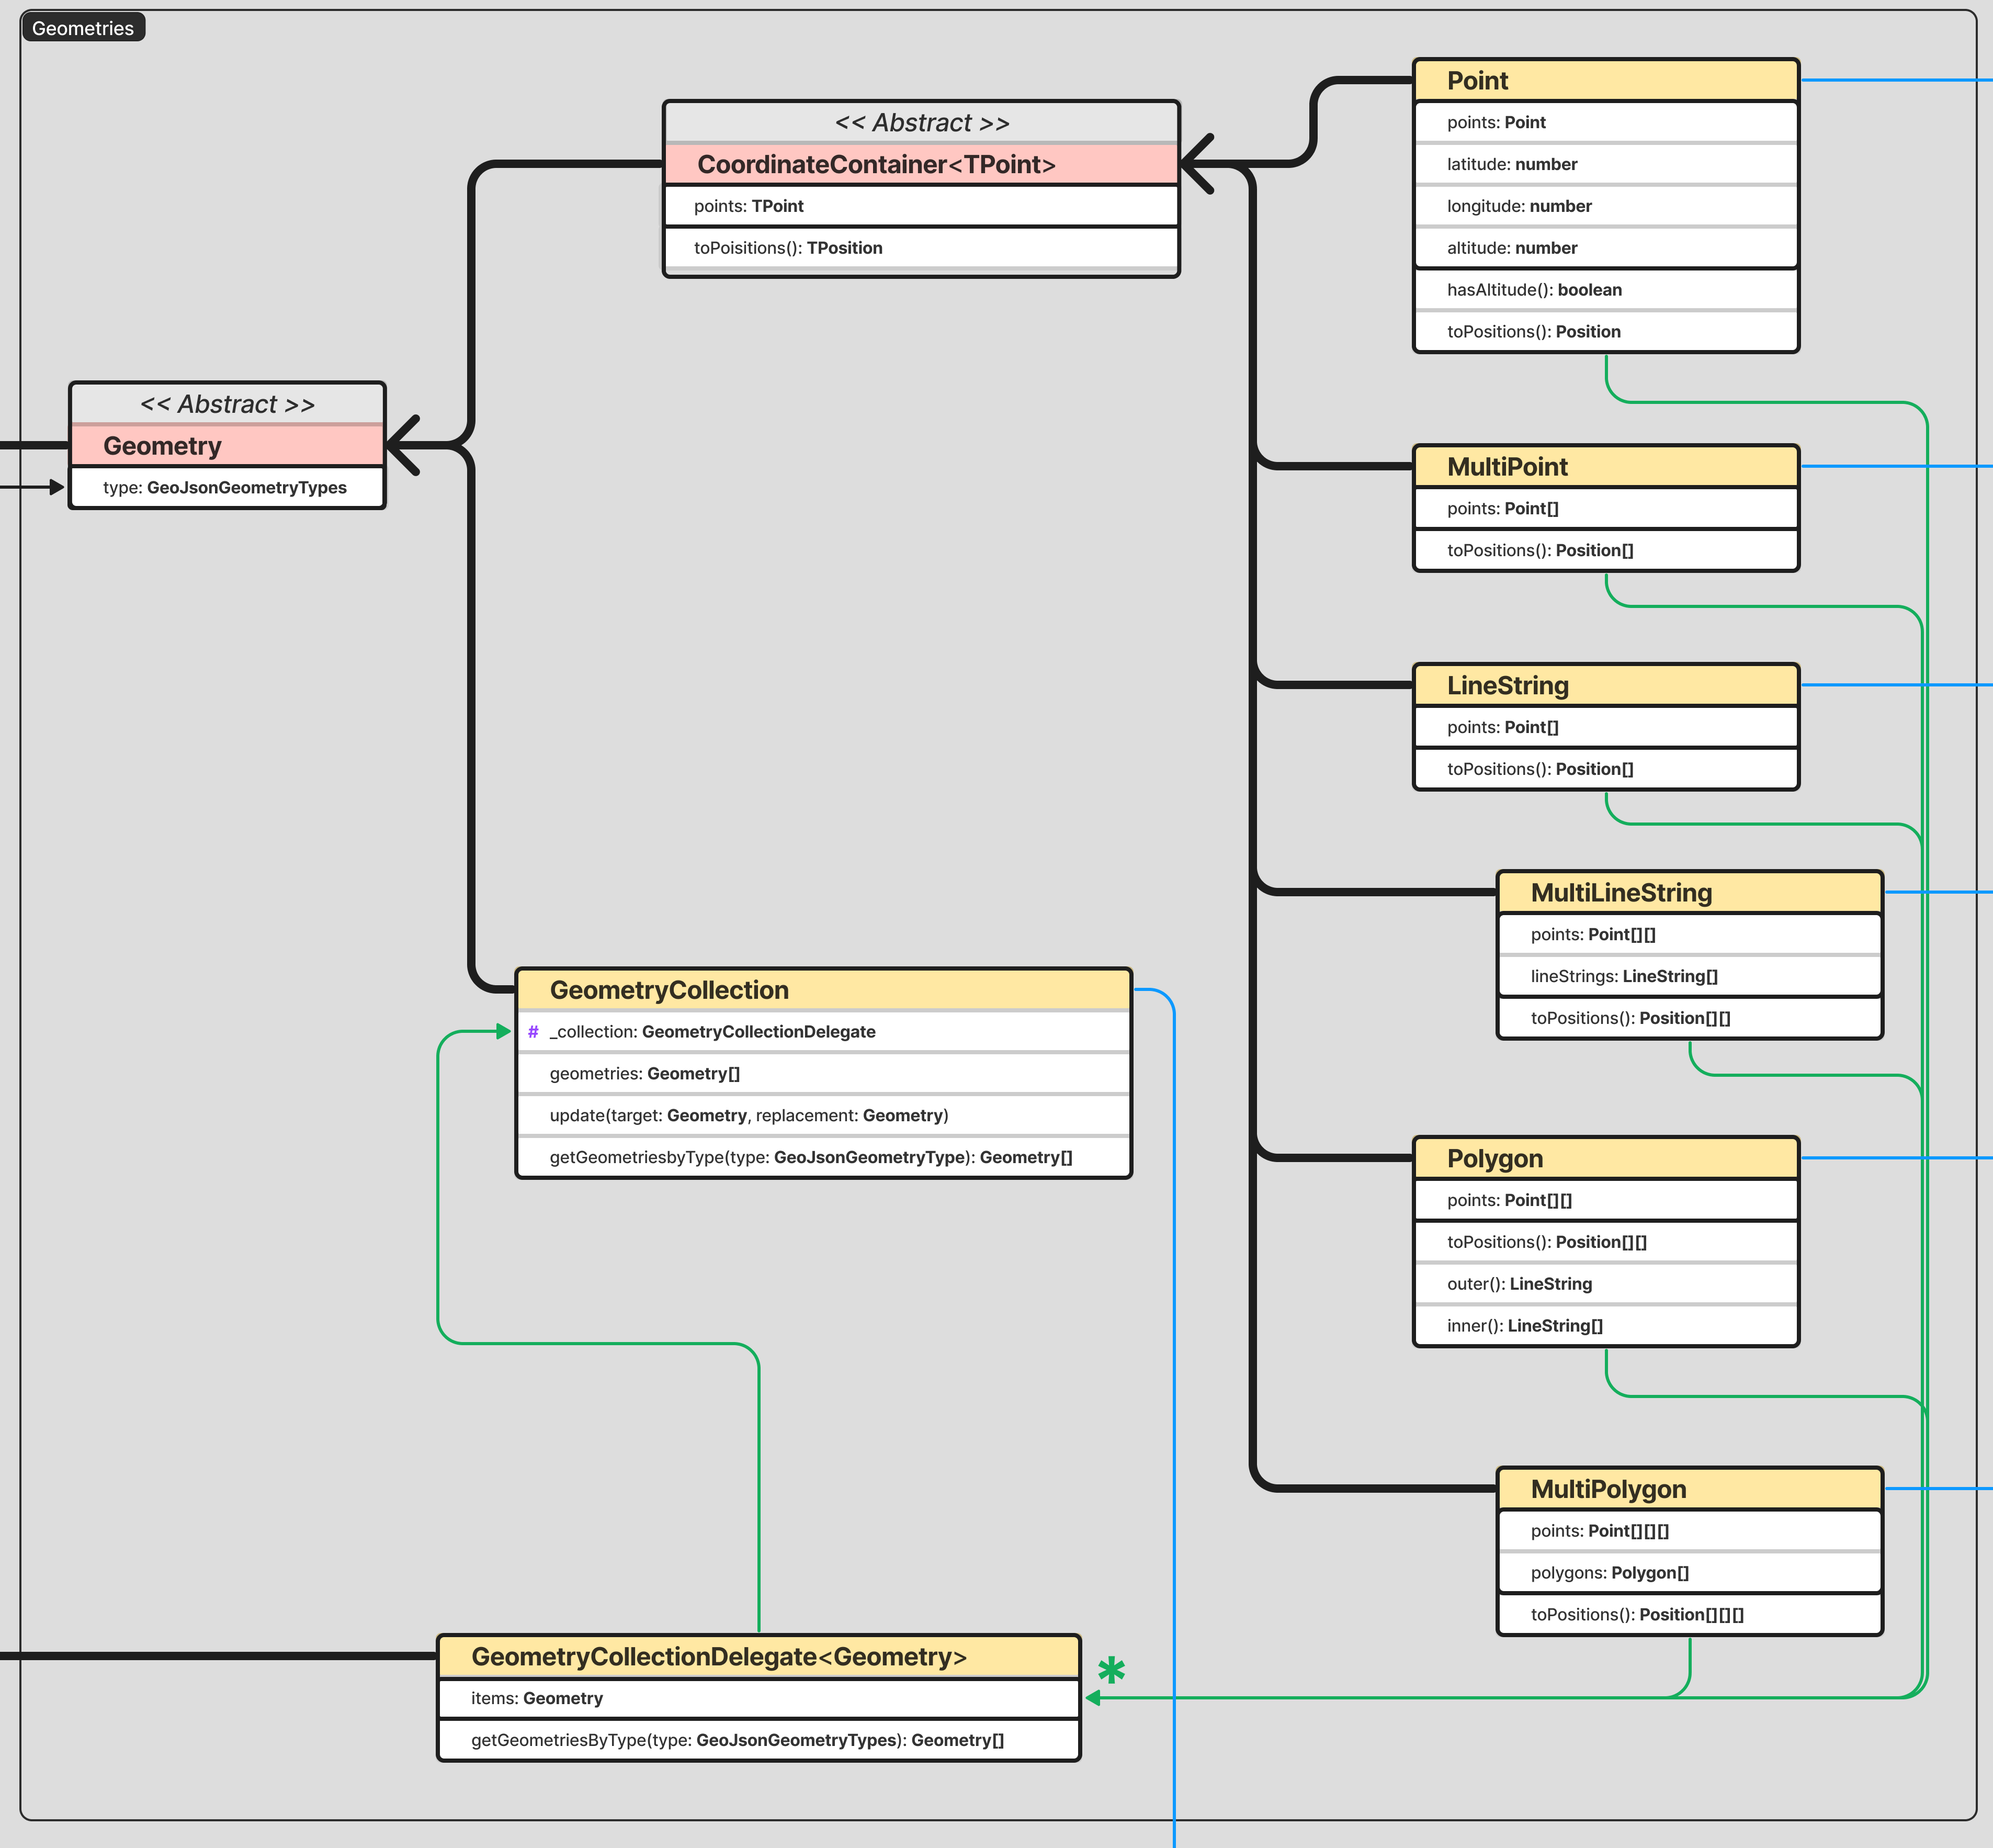 Geometries
<< Abstract >>
CoordinateContainer<TPoint>
points: TPoint
toPoisitions(): TPosition
Point
points: Point
latitude: number
longitude: number
altitude: number
hasAltitude(): boolean
toPositions(): Position
<< Abstract >>
Geometry
type: GeoJsonGeometryTypes
MultiPoint
points: Point[]
toPositions(): Position[]
LineString
points: Point[]
toPositions(): Position[]
MultiLineString
points: Point[][]
lineStrings: LineString[]
toPositions(): Position[][]
GeometryCollection
# _collection: GeometryCollectionDelegate
geometries: Geometry[]
update(target: Geometry, replacement: Geometry)
getGeometriesbyType(type: GeoJsonGeometryType): Geometry[]
Polygon
points: Point[][]
toPositions(): Position[][]
outer(): LineString
inner(): LineString[]
MultiPolygon
points: Point[][][]
polygons: Polygon[]
toPositions(): Position[][][]
GeometryCollectionDelegate<Geometry>
*
items: Geometry
getGeometriesByType(type: GeoJsonGeometryTypes): Geometry[]